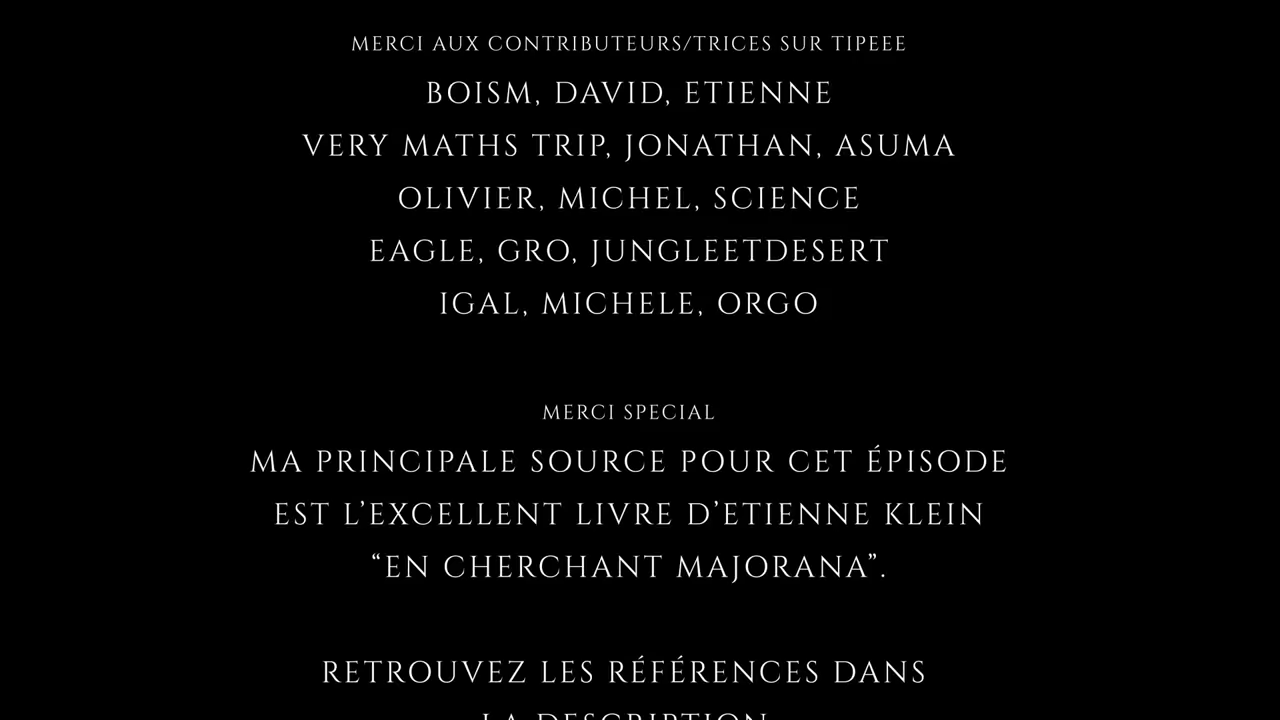 MERCI AUX CONTRIBUTEURS/TRICES SUR TIPEEE
BOISM, DAVID, ETIENNE
VERY MATHS TRIP, JONATHAN, ASUMA
OLIVIER, MICHEL, SCIENCE
EAGLE, GRO, JUNGLEETDESERT
IGAL, MICHELE, ORGO
MERCI SPECIAL
MA PRINCIPALE SOURCE POUR CET ÉPISODE
EST L’EXCELLENT LIVRE D’ETIENNE KLEIN
“EN CHERCHANT MAJORANA”.
RETROUVEZ LES RÉFÉRENCES DANS
LA DESCRIPTION